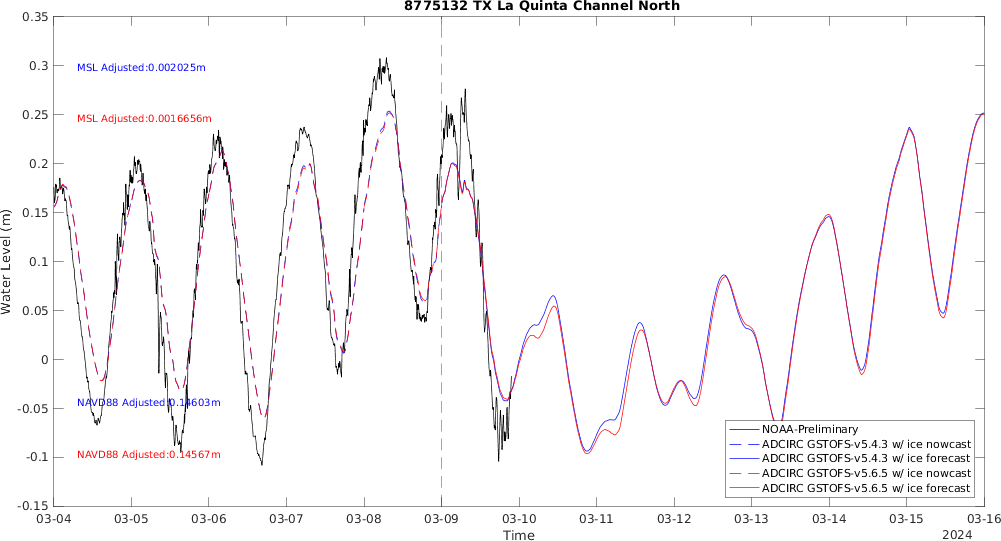 8775132 TX La Quinta Channel North
0.35
0.3
0.25
0.2
0.15
0.1
0.05
0
-0.05
-0.1
-0.15
Water Level (m)
MSL Adjusted:0.002025m
MSL Adjusted:0.0016656m
NAVD88 Adjusted:0.14603m
NAVD88 Adjusted:0.14567m
NOAA-Preliminary
ADCIRC GSTOFS-v5.4.3 w/ ice nowcast
ADCIRC GSTOFS-v5.4.3 w/ ice forecast
ADCIRC GSTOFS-v5.6.5 w/ ice nowcast
ADCIRC GSTOFS-v5.6.5 w/ ice forecast
03-04 03-05 03-06 03-07 03-08 03-09 03-10 03-11 03-12 03-13 03-14 03-15 03-16
Time
2024